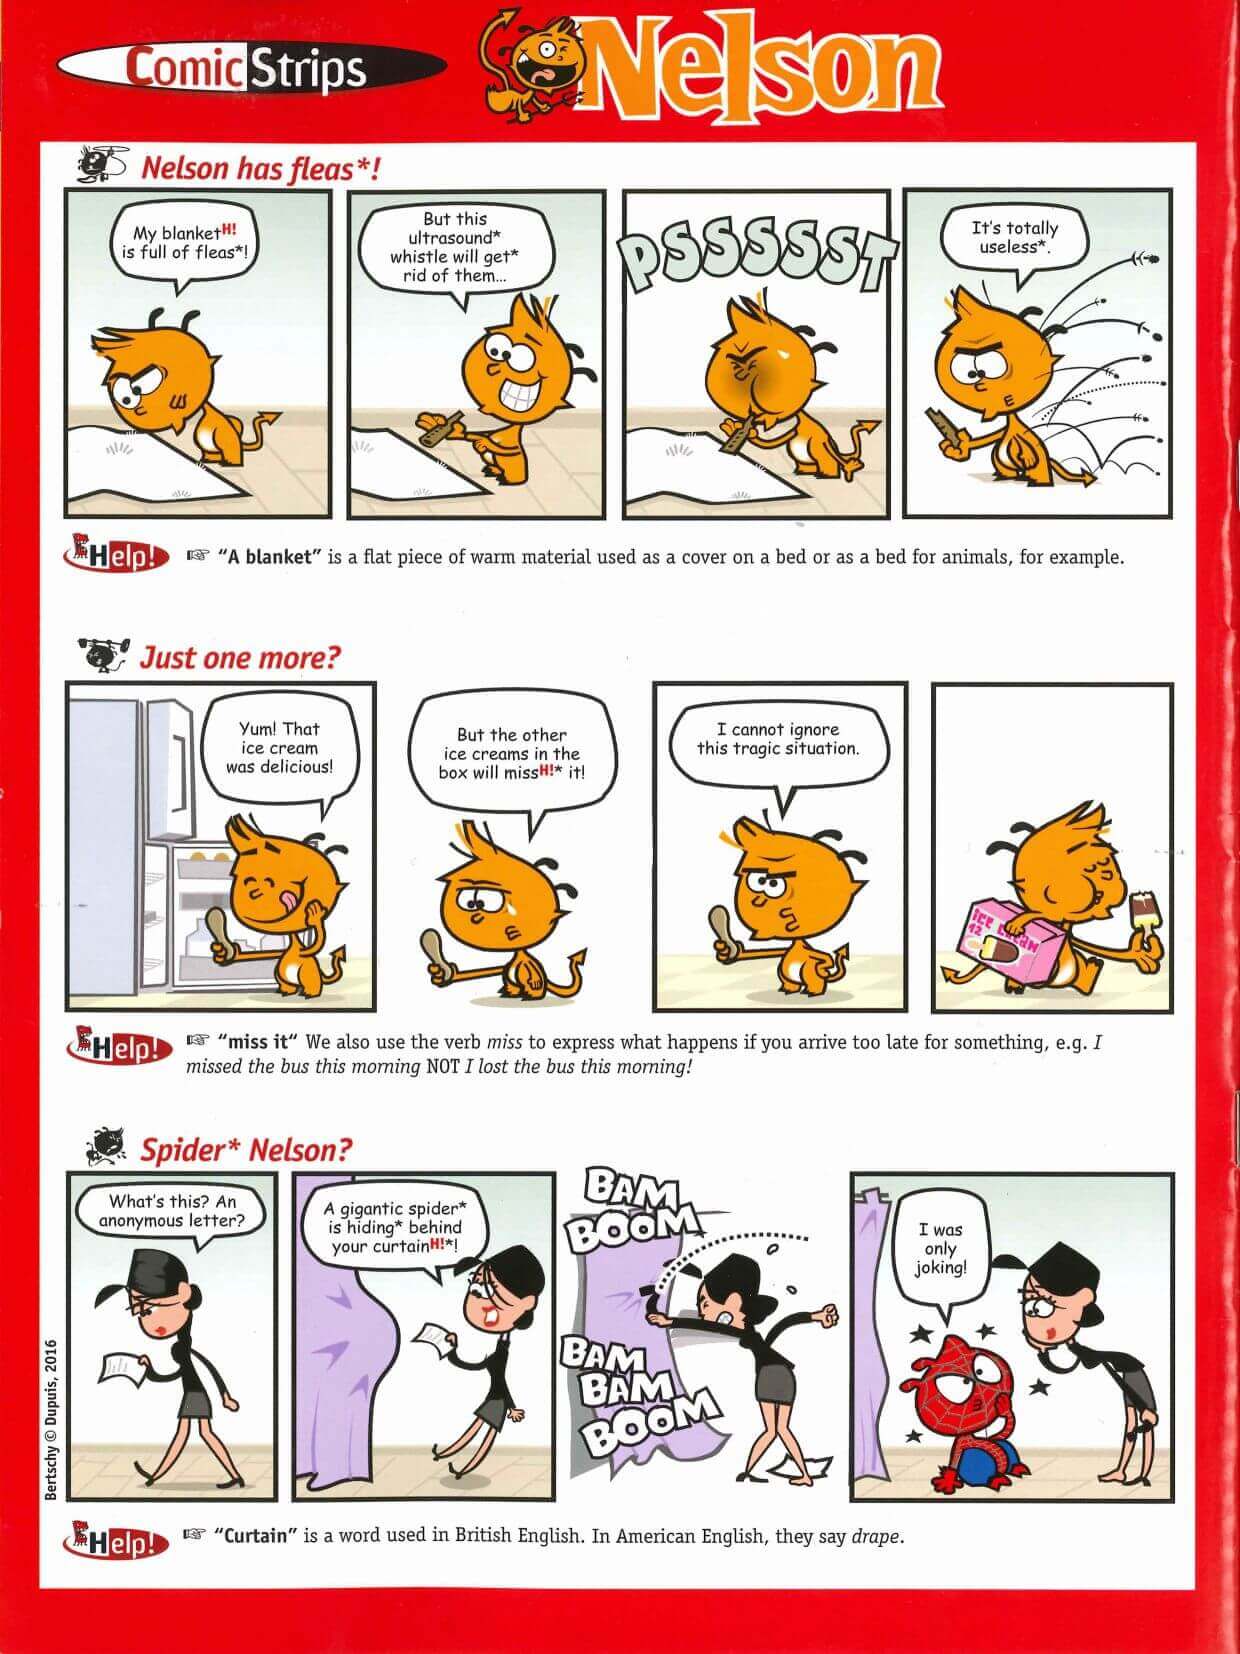 Comic Strips
Nelson
Nelson has fleas*!
My blanketH!
is full of fleas*!
But this
ultrasound*
whistle will get*
rid of them...
PSSSSSST
It's totally
useless*.
Help!
☞ “A blanket” is a flat piece of warm material used as a cover on a bed or as a bed for animals, for example.
Just one more?
Yum! That
ice cream
was delicious!
But the other
ice creams in the
box will missH!* it!
I cannot ignore
this tragic situation.
ice cream
12
Help!
☞ “miss it“ We also use the verb miss to express what happens if you arrive too late for something, e.g. I
missed the bus this morning NOT I lost the bus this morning!
Spider* Nelson?
What's this? An
anonymous letter?
A gigantic spider*
is hiding* behind
your curtainH!*!
BAM
BOOM
BAM
BAM
BOOM
I was
only
joking!
Bertschy © Dupuis, 2016
Help!
☞ “Curtain” is a word used in British English. In American English, they say drape.